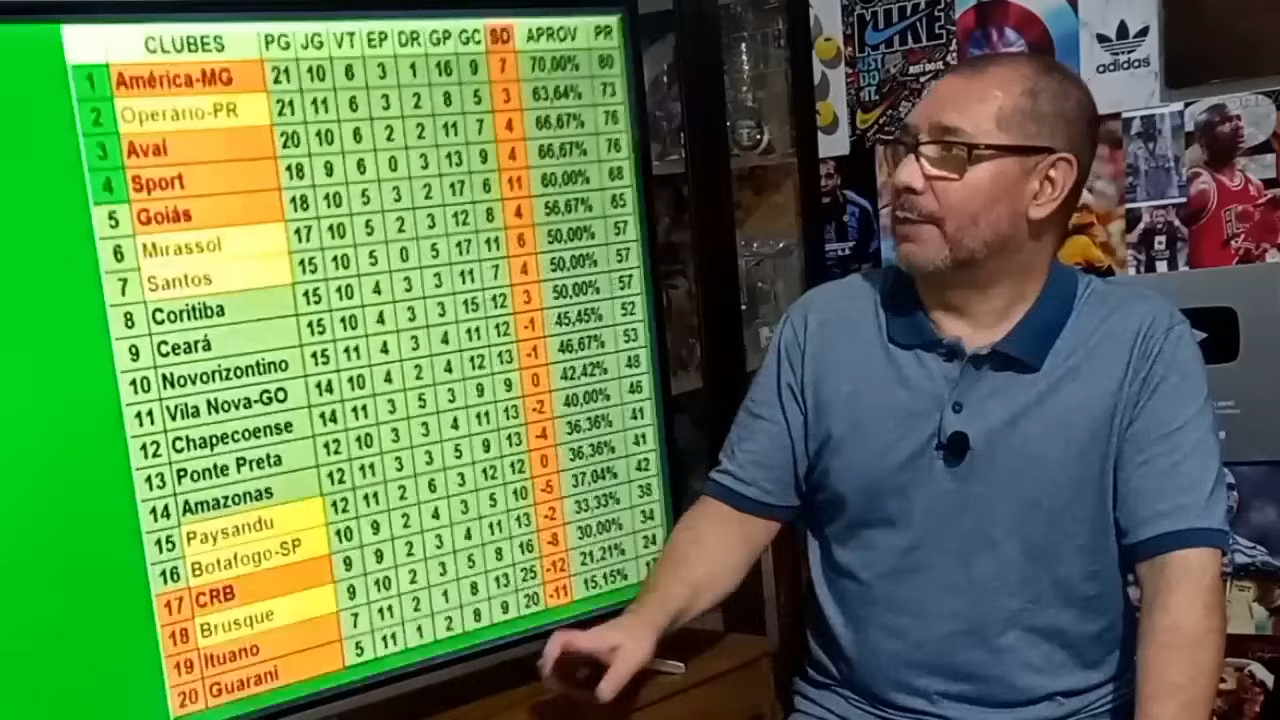 CLUBES PG JG VT EP DR GP GC SD APROV PR
1 América-MG 21 10 6 3 1 16 9 7 70,00% 80
2 Operário-PR 21 11 6 3 2 8 5 3 63,64% 73
3 Avaí 20 10 6 2 2 11 7 4 66,67% 76
4 Sport 18 9 6 0 3 13 9 4 66,67% 76
5 Goiás 18 10 5 3 2 17 6 11 60,00% 68
6 Mirassol 17 10 5 2 3 12 8 4 56,67% 65
7 Santos 15 10 5 0 5 17 11 6 50,00% 57
8 Coritiba 15 10 4 3 3 11 7 4 50,00% 57
9 Ceará 15 10 4 3 3 15 12 3 50,00% 57
10 Novorizontino 15 11 4 3 4 11 12 -1 45,45% 52
11 Vila Nova-GO 14 10 4 2 4 12 13 -1 46,67% 53
12 Chapecoense 14 11 3 5 3 9 9 0 42,42% 48
13 Ponte Preta 12 10 3 3 4 11 13 -2 40,00% 46
14 Amazonas 12 11 3 3 5 9 13 -4 36,36% 41
15 Paysandu 12 11 2 6 3 12 12 0 36,36% 41
16 Botafogo-SP 10 9 2 4 3 5 10 -5 37,04% 42
17 CRB 9 9 2 3 4 11 13 -2 33,33% 38
18 Brusque 9 10 2 3 5 8 16 -8 30,00% 34
19 Ituano 7 11 2 1 8 13 25 -12 21,21% 24
20 Guarani 5 11 1 2 8 9 20 -11 15,15%
NIKE
JUST DO IT.
adidas